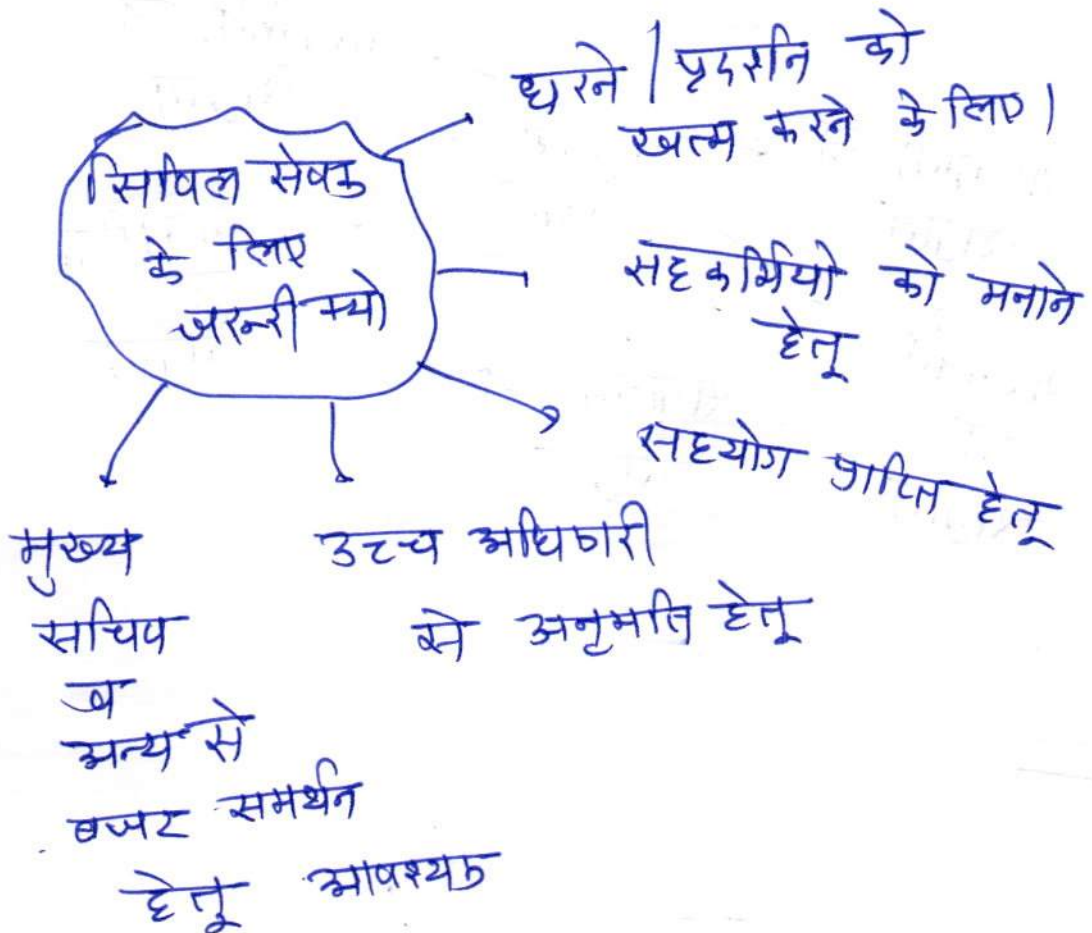 सिविल सेवक
के लिए
जरूरी क्यो
धरने / प्रदर्शन को
खत्म करने के लिए।
सहकर्मियो को मनाने
हेतू
सहयोग प्राप्ति हेतू
उच्च अधिकारी
से अनुमति हेतू
मुख्य
सचिव
व
अन्य से
बजट समर्थन
हेतू आवश्यक